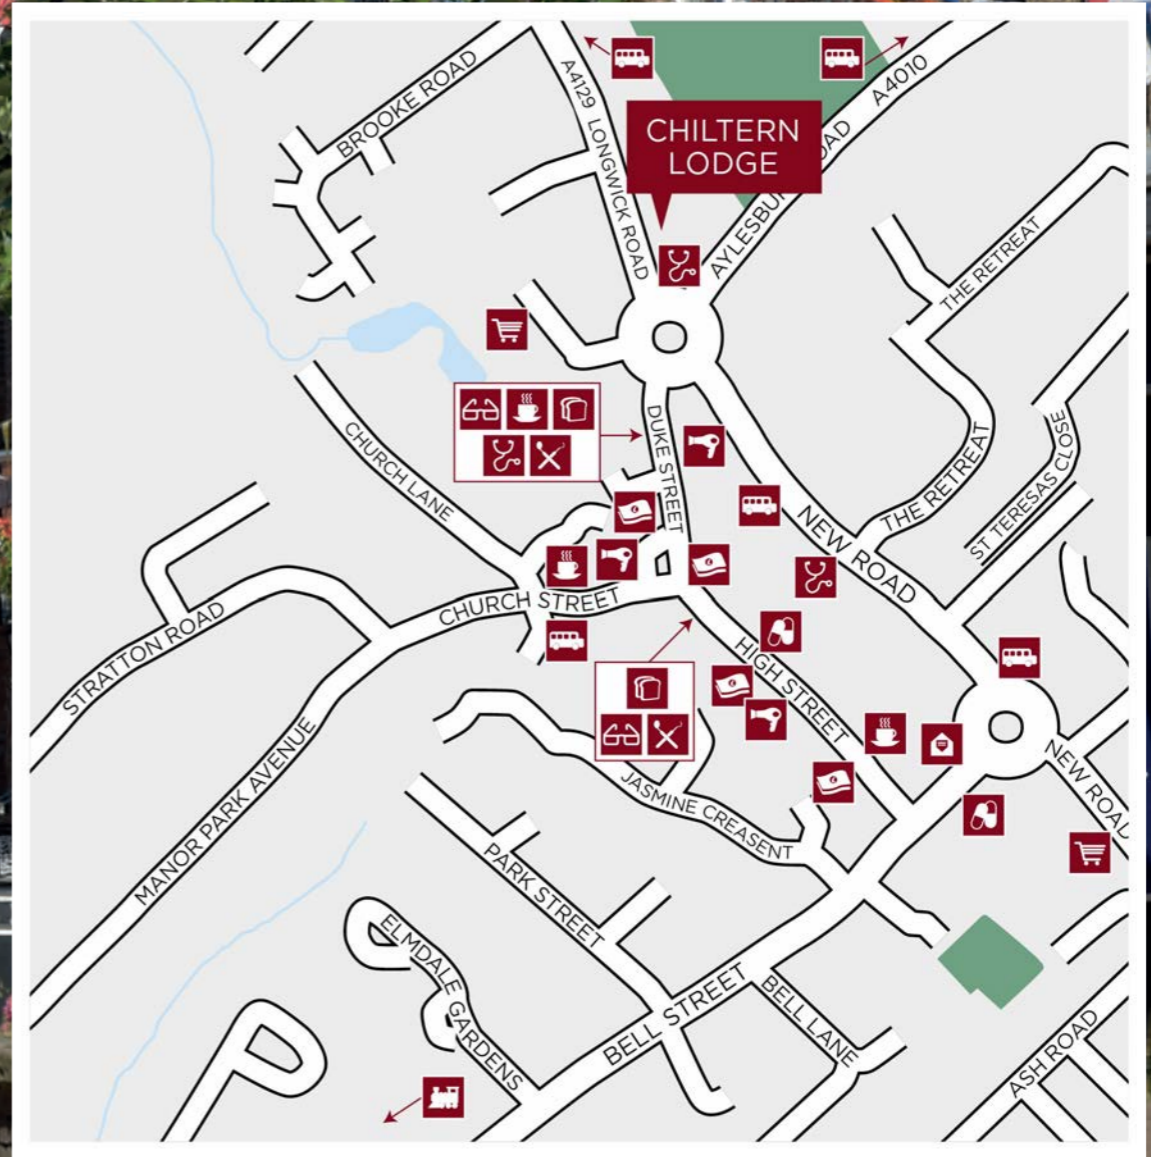 BROOKE ROAD
A4129 LONGWICK ROAD
A4010
CHILTERN
LODGE
THE RETREAT
DUKE STREET
CHURCH LANE
THE RETREAT
ST TERESAS CLOSE
NEW ROAD
CHURCH STREET
STRATTON ROAD
HIGH STREET
MANOR PARK AVENUE
JASMINE CREASENT
NEW ROAD
PARK STREET
ELMDALE GARDENS
BELL STREET
BELL LANE
ASH ROAD